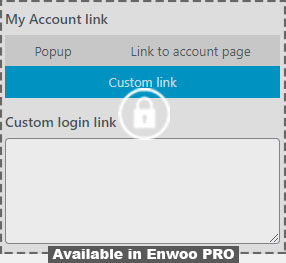 My Account link
Popup Link to account page
Custom link
Custom login link
Available in Enwoo PRO